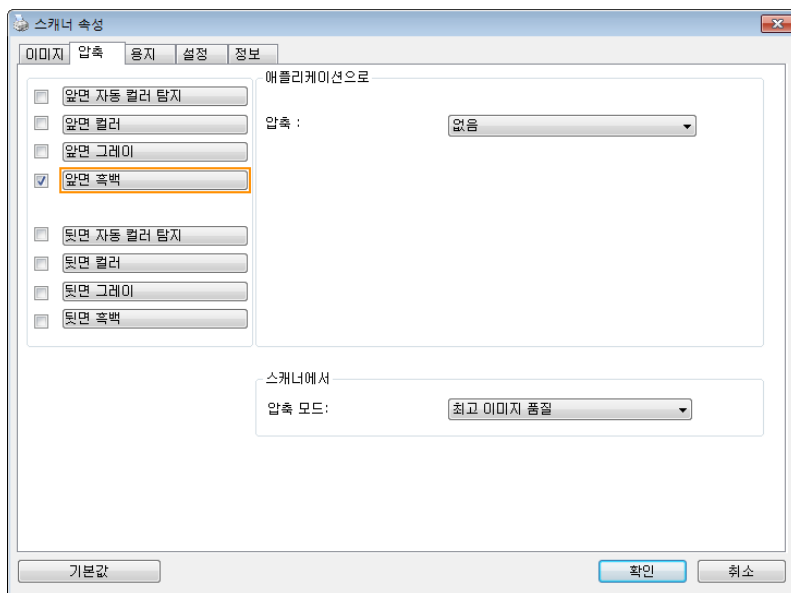 스캐너 속성
이미지 압축 용지 설정 정보
앞면 자동 컬러 탐지
앞면 컬러
앞면 그레이
앞면 흑백
뒷면 자동 컬러 탐지
뒷면 컬러
뒷면 그레이
뒷면 흑백
애플리케이션으로
압축 : 없음
스캐너에서
압축 모드: 최고 이미지 품질
기본값 확인 취소